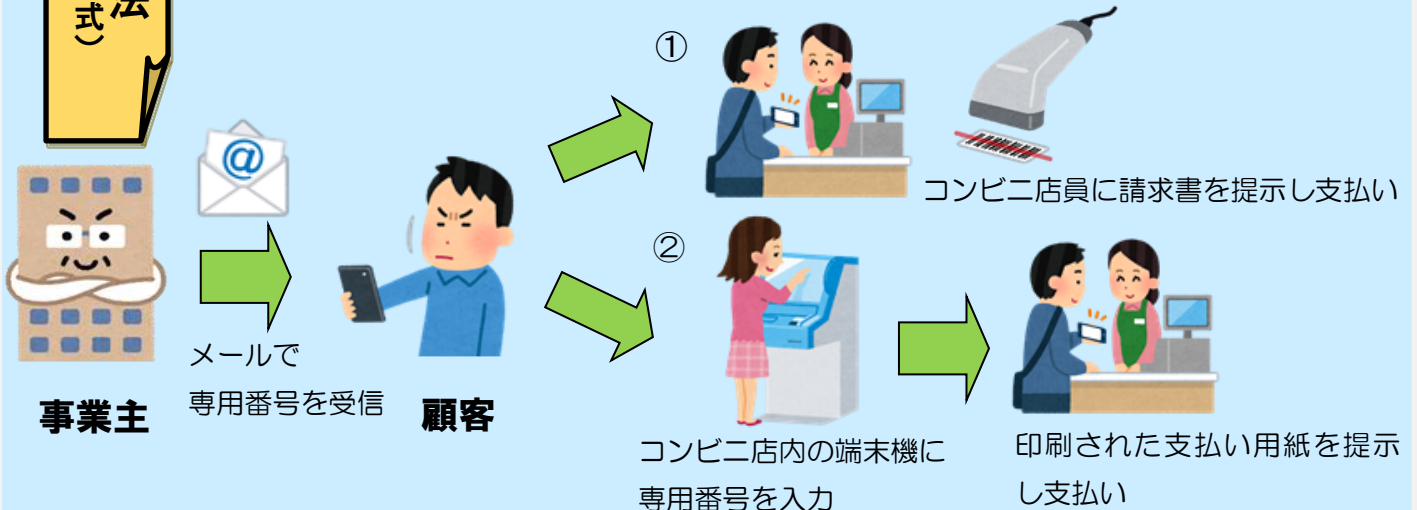 法
式）
①
コンビニ店員に請求書を提示し支払い
②
メールで
専用番号を受信
事業主
顧客
コンビニ店内の端末機に
専用番号を入力
印刷された支払い用紙を提示
し支払い